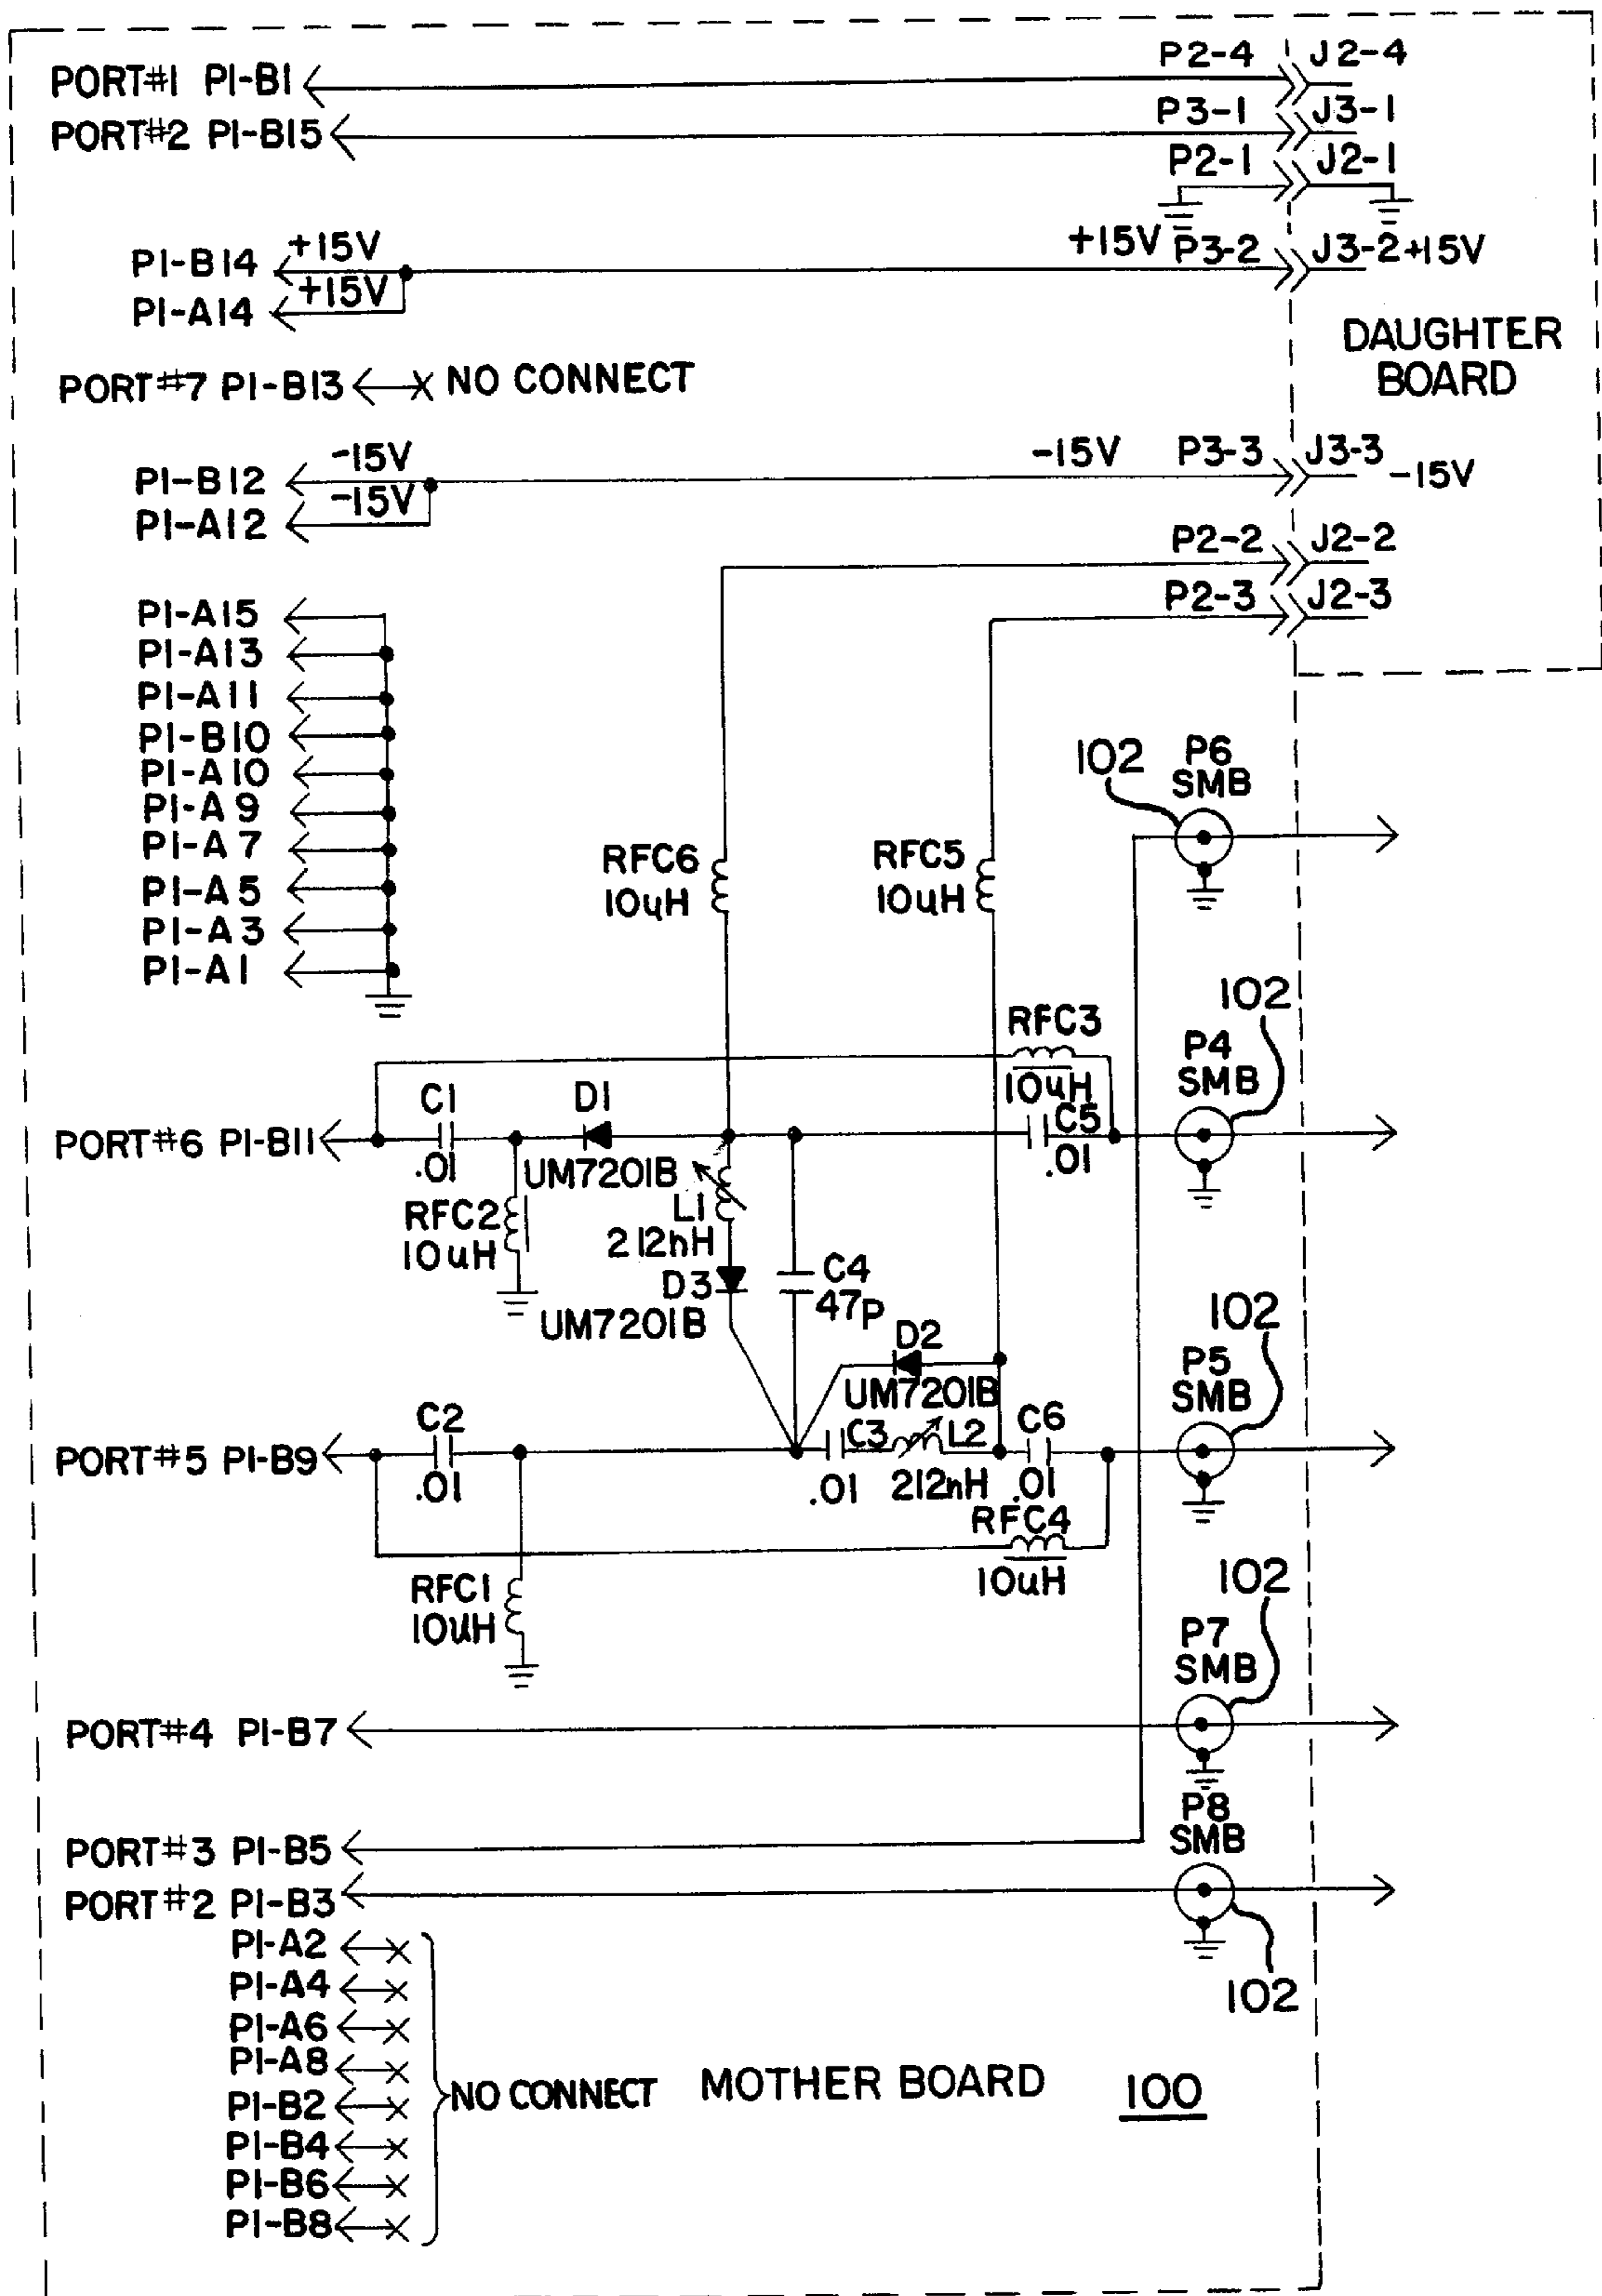 P2-4 J2-4
PORT#1 P1-B1
P3-1 J3-1
PORT#2 P1-B15
P2-1 J2-1
+15V +15V P3-2 J3-2 +15V
P1-B14
+15V
P1-A14
DAUGHTER
BOARD
PORT#7 P1-B13 NO CONNECT
-15V -15V P3-3 J3-3
P1-B12 -15V
-15V
P1-A12
P2-2 J2-2
P2-3 J2-3
P1-A15
P1-A13
P1-A11
P1-B10
P1-A10
P1-A9
P1-A7
P1-A5
P1-A3
P1-A1
102 P6
SMB
RFC6 RFC5
10uH 10uH
102
RFC3 P4
10uH SMB
C1 D1 C5
PORT#6 P1-B11
.01 UM7201B .01
RFC2 L1
10uH 212nH
D3 C4
UM7201B 47p
102
D2 P5
UM7201B SMB
C2 C3 L2 C6
PORT#5 P1-B9
.01 .01 212nH .01
RFC4
10uH
RFC1
10uH
102
P7
SMB
PORT#4 P1-B7
P8
SMB
PORT#3 P1-B5
PORT#2 P1-B3
102
P1-A2
P1-A4
P1-A6
P1-A8
P1-B2
P1-B4
P1-B6
P1-B8
NO CONNECT MOTHER BOARD 100